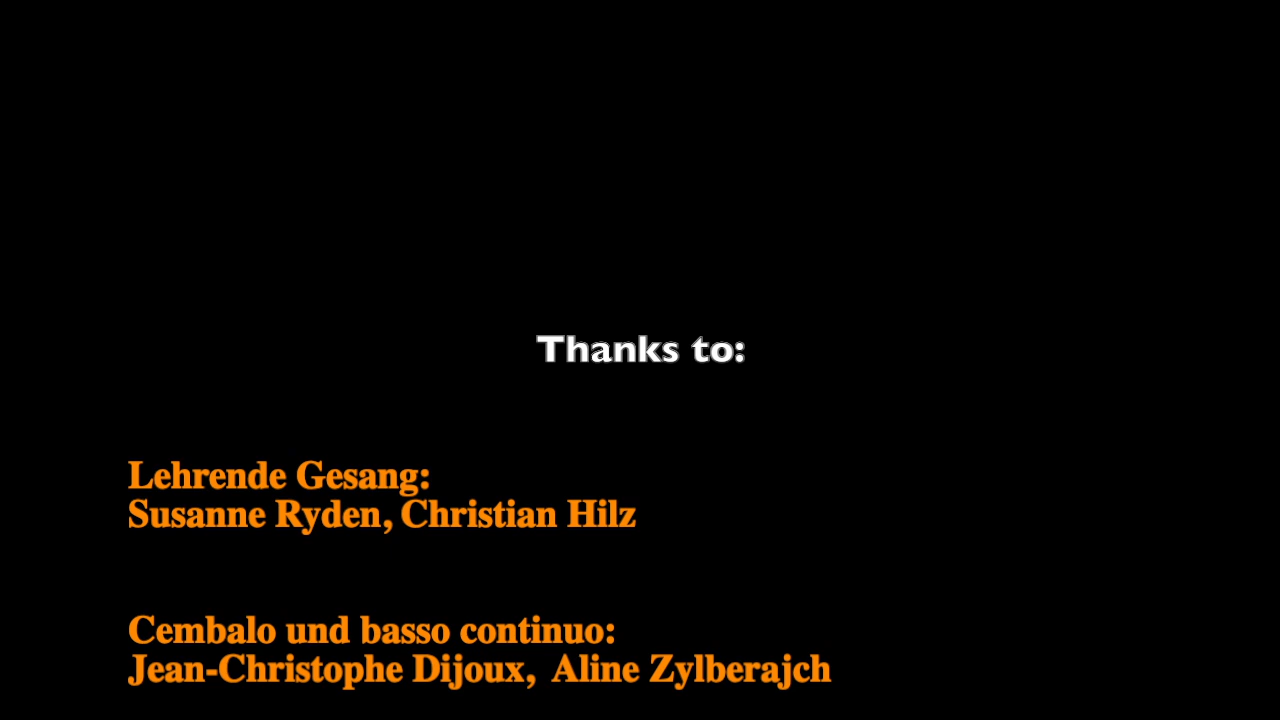 Thanks to:
Lehrende Gesang:
Susanne Ryden, Christian Hilz
Cembalo und basso continuo:
Jean-Christophe Dijoux, Aline Zylberajch